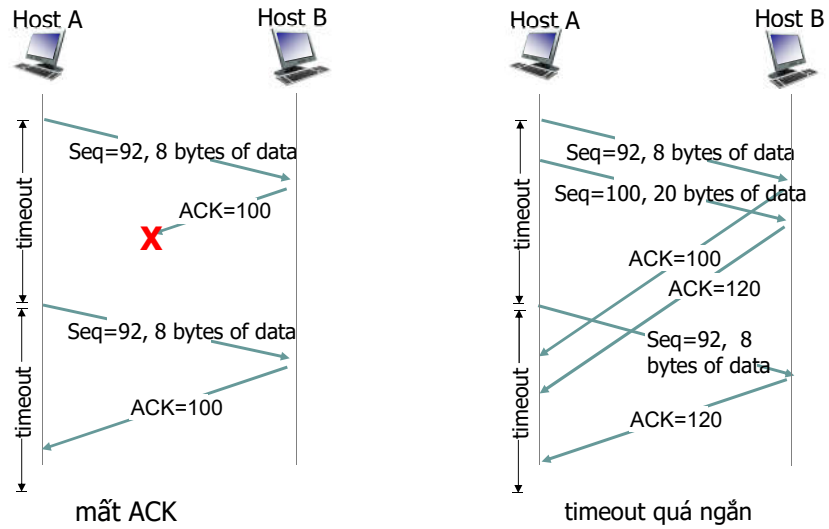 Host A
Host B
Seq=92, 8 bytes of data
ACK=100
X
timeout
Seq=92, 8 bytes of data
ACK=100
timeout
mất ACK
Host A
Host B
Seq=92, 8 bytes of data
Seq=100, 20 bytes of data
timeout
ACK=100
ACK=120
Seq=92, 8
bytes of data
timeout
ACK=120
timeout quá ngắn